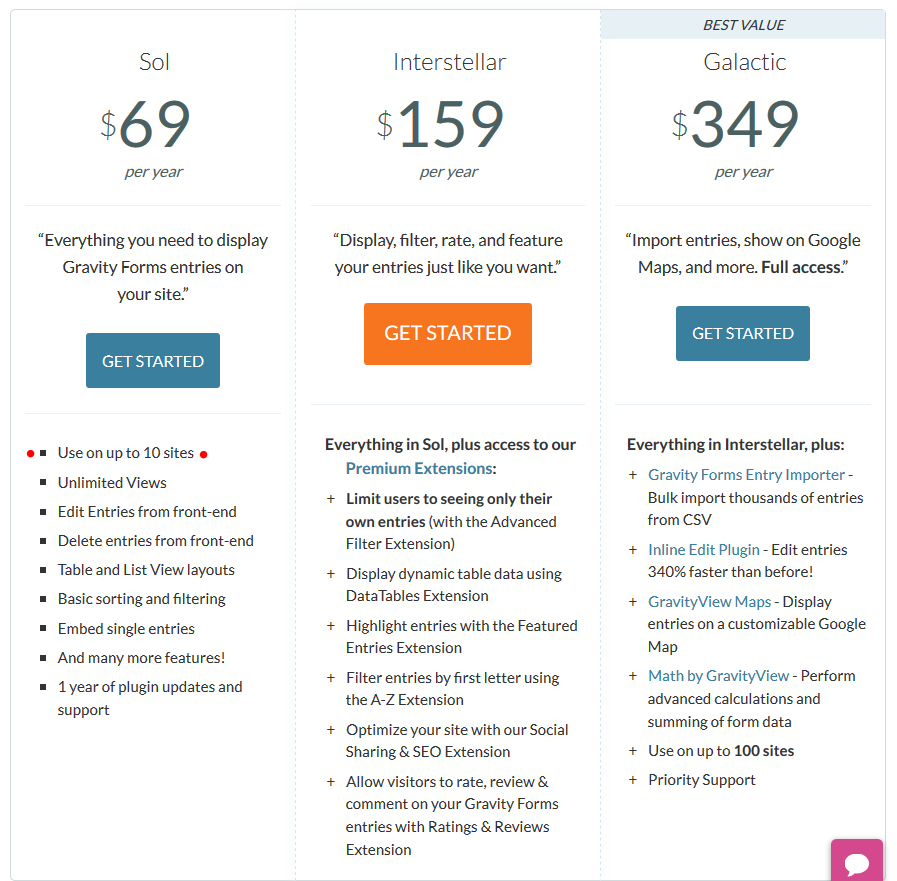 Sol
$69
per year
“Everything you need to display
Gravity Forms entries on
your site.”
GET STARTED
Use on up to 10 sites
Unlimited Views
Edit Entries from front-end
Delete entries from front-end
Table and List View layouts
Basic sorting and filtering
Embed single entries
And many more features!
1 year of plugin updates and
support
Interstellar
$159
per year
“Display, filter, rate, and feature
your entries just like you want.”
GET STARTED
Everything in Sol, plus access to our
Premium Extensions:
+ Limit users to seeing only their
own entries (with the Advanced
Filter Extension)
+ Display dynamic table data using
DataTables Extension
+ Highlight entries with the Featured
Entries Extension
+ Filter entries by first letter using
the A-Z Extension
+ Optimize your site with our Social
Sharing & SEO Extension
+ Allow visitors to rate, review &
comment on your Gravity Forms
entries with Ratings & Reviews
Extension
BEST VALUE
Galactic
$349
per year
“Import entries, show on Google
Maps, and more. Full access.”
GET STARTED
Everything in Interstellar, plus:
+ Gravity Forms Entry Importer -
Bulk import thousands of entries
from CSV
+ Inline Edit Plugin - Edit entries
340% faster than before!
+ GravityView Maps - Display
entries on a customizable Google
Map
+ Math by GravityView - Perform
advanced calculations and
summing of form data
+ Use on up to 100 sites
+ Priority Support